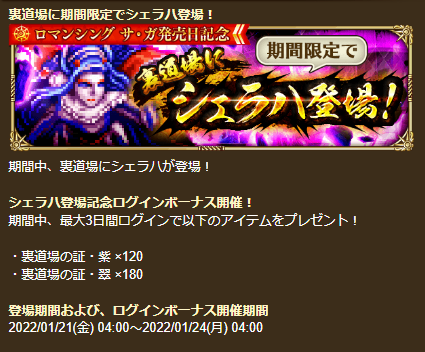 裏道場に期間限定でシェラハ登場！
ロマンシング サ・ガ発売日記念
期間限定で
裏道場に
シェラハ登場！
期間中、裏道場にシェラハが登場！
シェラハ登場記念ログインボーナス開催！
期間中、最大3日間ログインで以下のアイテムをプレゼント！
・裏道場の証・紫 ×120
・裏道場の証・翠 ×180
登場期間および、ログインボーナス開催期間
2022/01/21(金) 04:00～2022/01/24(月) 04:00